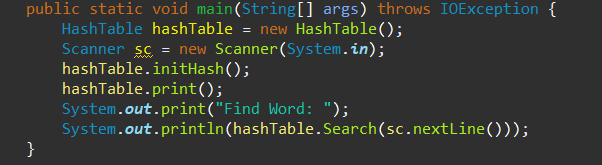 public static void main(String[] args) throws IOException {
HashTable hashTable = new HashTable();
Scanner sc = new Scanner(System.in);
hashTable.initHash();
hashTable.print();
System.out.print("Find Word: ");
System.out.println(hashTable.Search(sc.nextLine()));
}